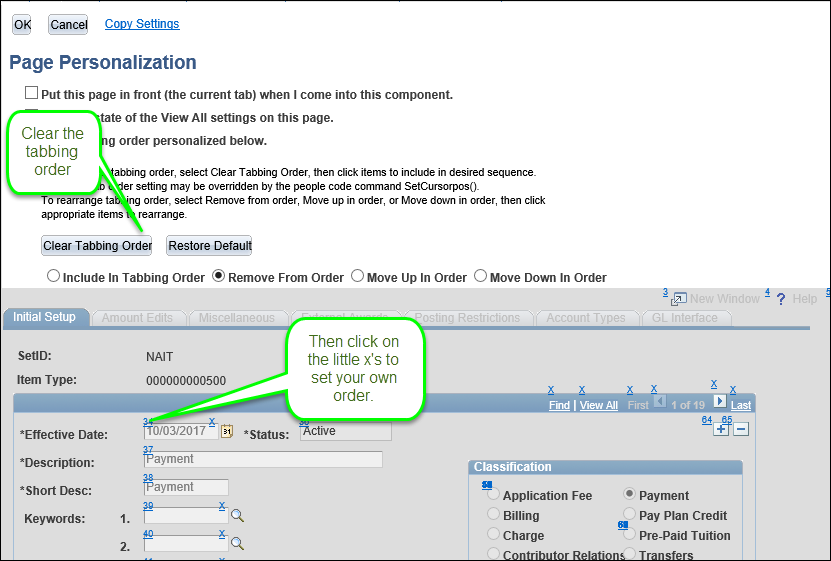 OK Cancel Copy Settings
Page Personalization
Put this page in front (the current tab) when I come into this component.
state of the View All settings on this page.
Clear the
tabbing
order
ng order personalized below.
tabbing order, select Clear Tabbing Order, then click items to include in desired sequence.
order setting may be overridden by the people code command SetCursorpos().
To rearrange tabbing order, select Remove from order, Move up in order, or Move down in order, then click
appropriate items to rearrange.
Clear Tabbing Order Restore Default
Include In Tabbing Order Remove From Order Move Up In Order Move Down In Order
3 New Window 4 ? Help 5
Initial Setup Amount Edits Miscellaneous External Awards Posting Restrictions Account Types GL Interface
Then click on
the little x's to
set your own
order.
SetID: NAIT
Item Type: 000000000500
X X X X X X
Find | View All First 1 of 19 Last
34 X 36 64 65
*Effective Date: 10/03/2017 31 *Status: Active
37
*Description: Payment
38
*Short Desc: Payment
Classification
39 X
Keywords: 1.
40 X
2.
Application Fee Payment
Billing Pay Plan Credit
Charge Pre-Paid Tuition
Contributor Relations Transfers